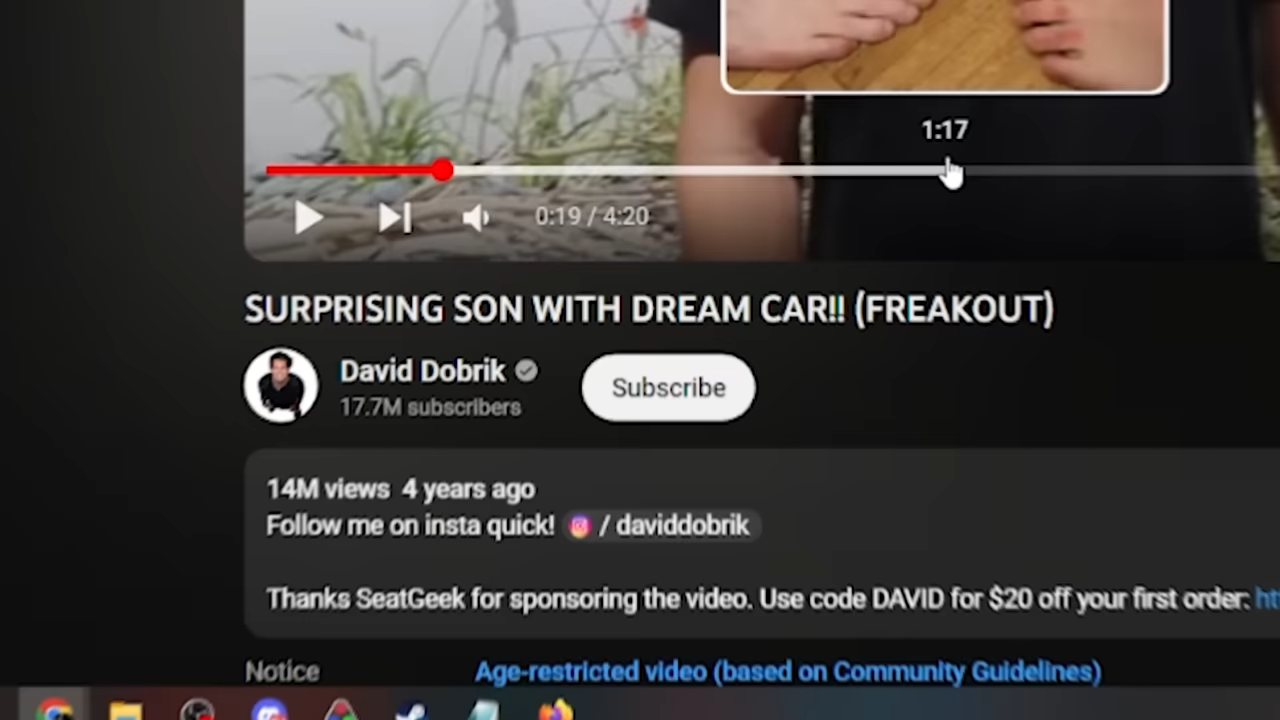 1:17
0:19 / 4:20
SURPRISING SON WITH DREAM CAR!! (FREAKOUT)
David Dobrik
17.7M subscribers
Subscribe
14M views 4 years ago
Follow me on insta quick! / daviddobrik
Thanks SeatGeek for sponsoring the video. Use code DAVID for $20 off your first order:
Notice Age-restricted video (based on Community Guidelines)